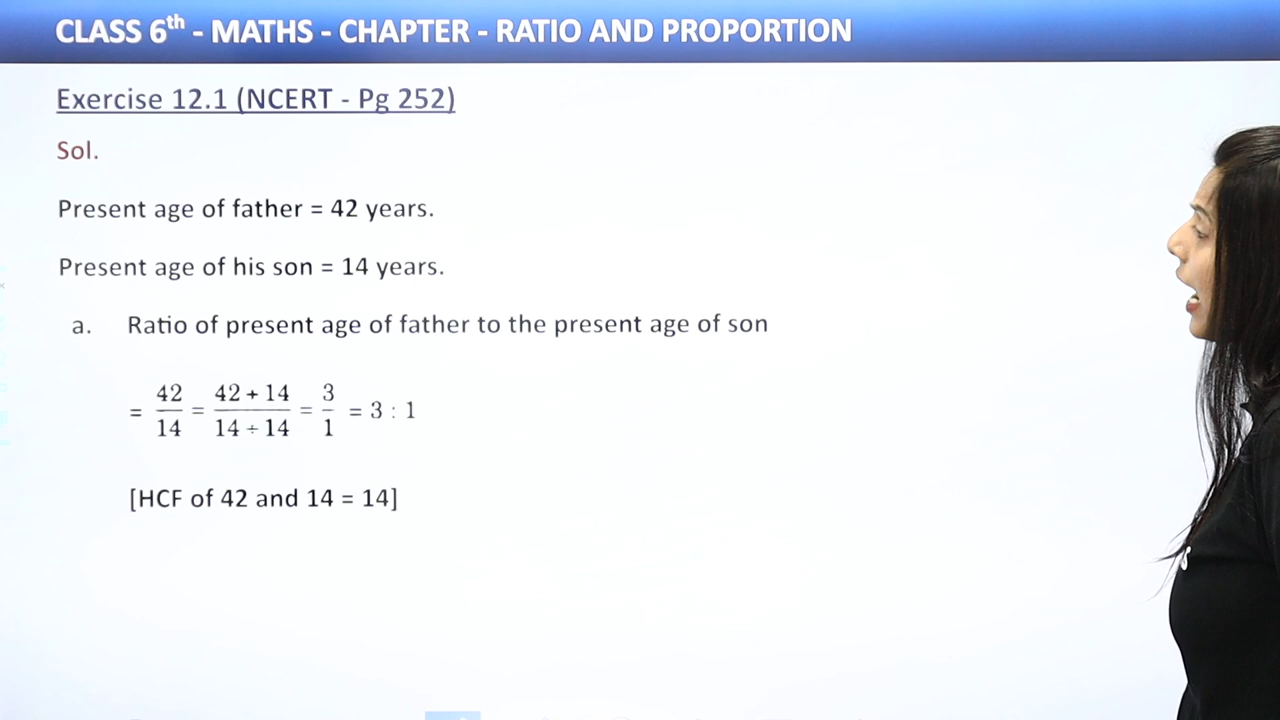 CLASS 6th - MATHS - CHAPTER - RATIO AND PROPORTION
Exercise 12.1 (NCERT - Pg 252)
Sol.
Present age of father = 42 years.
Present age of his son = 14 years.
a. Ratio of present age of father to the present age of son
= 42/14 = 42 + 14/14 ÷ 14 = 3/1 = 3 : 1
[HCF of 42 and 14 = 14]